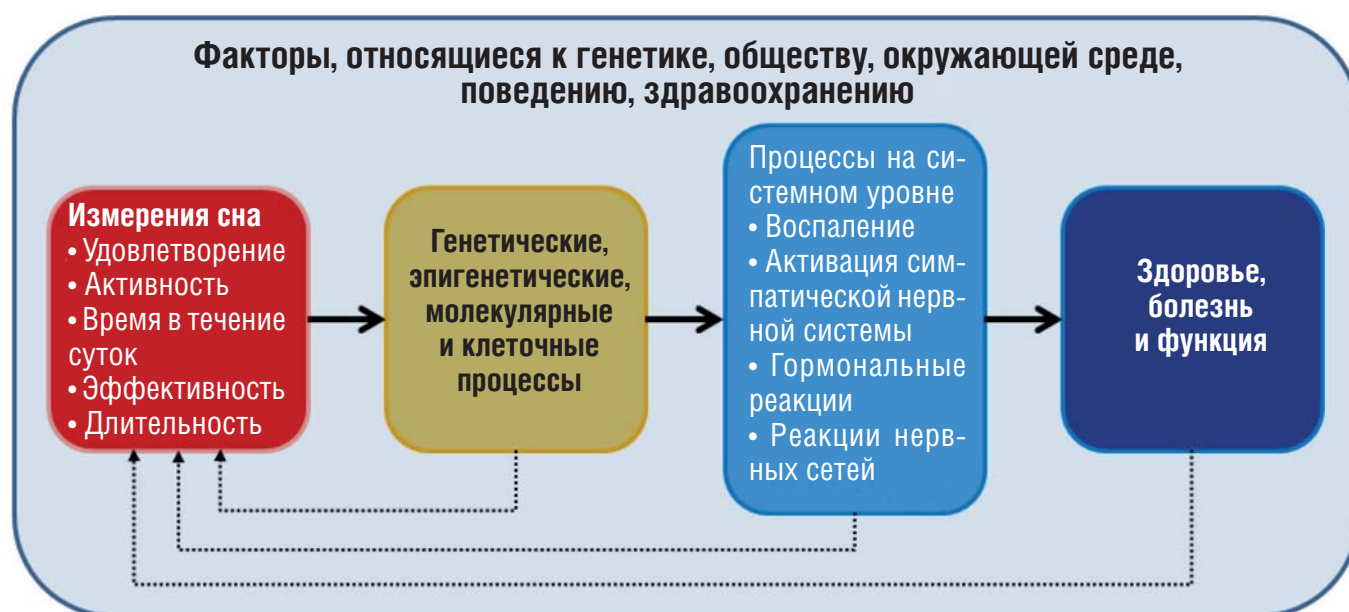 Факторы, относящиеся к генетике, обществу, окружающей среде,
поведению, здравоохранению
Измерения сна
• Удовлетворение
• Активность
• Время в течение
суток
• Эффективность
• Длительность
Генетические,
эпигенетические,
молекулярные
и клеточные
процессы
Процессы на си-
стемном уровне
• Воспаление
• Активация сим-
патической нерв-
ной системы
• Гормональные
реакции
• Реакции нерв-
ных сетей
Здоровье,
болезнь
и функция